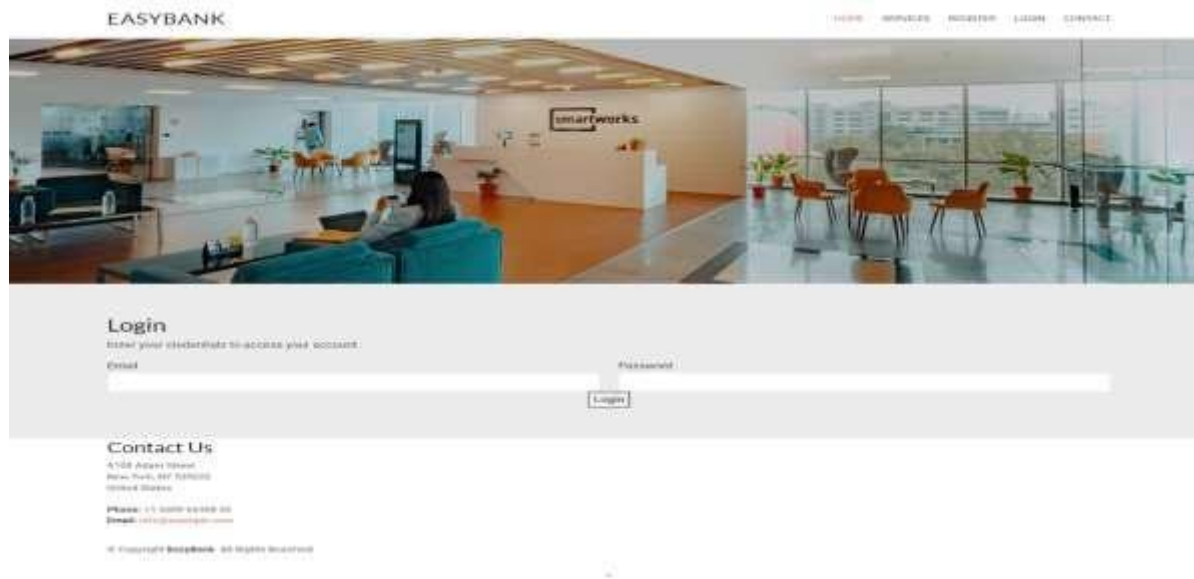 EASYBANK
HOME SERVICES REGISTER LOGIN CONTACT
smartworks
Login
Enter your credentials to access your account
Email Password
Login
Contact Us
New York, NY
United States
Phone:
Email:
© Copyright EasyBank All Rights Reserved